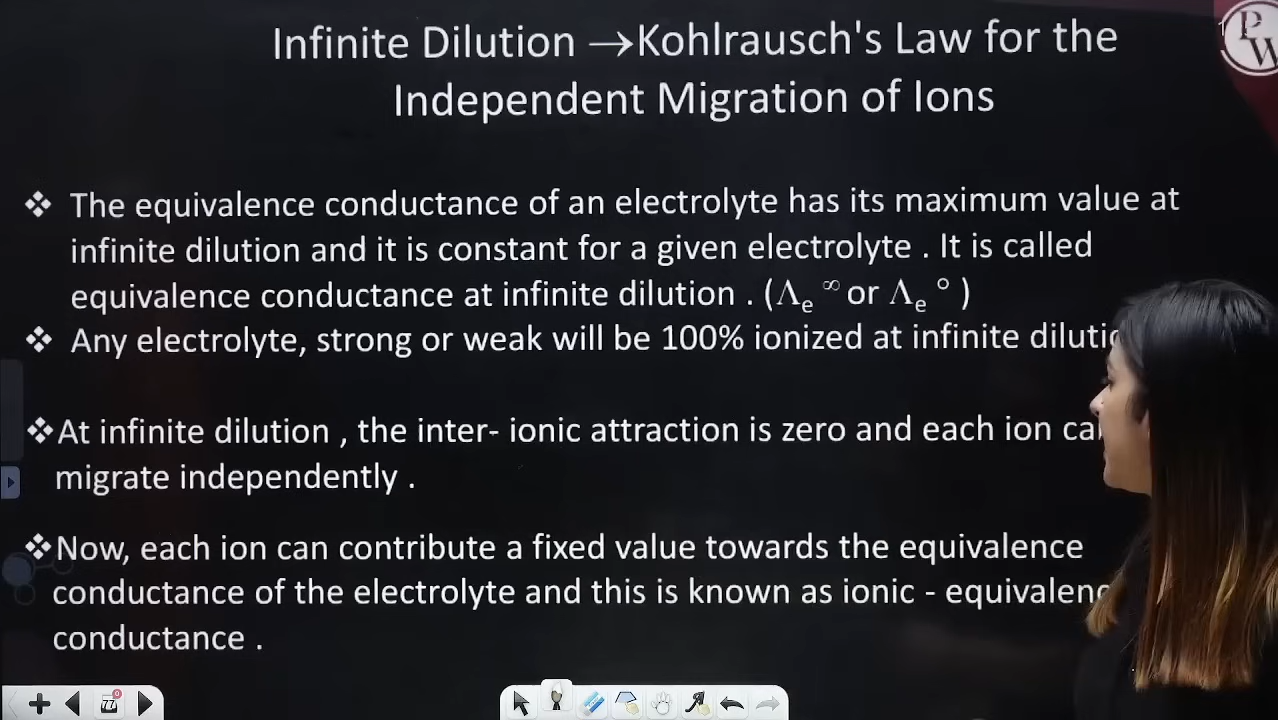 Infinite Dilution →Kohlrausch's Law for the
Independent Migration of Ions
PW
❖ The equivalence conductance of an electrolyte has its maximum value at
infinite dilution and it is constant for a given electrolyte . It is called
equivalence conductance at infinite dilution . (Λₑ ∞ or Λₑ ° )
❖ Any electrolyte, strong or weak will be 100% ionized at infinite
❖At infinite dilution , the inter- ionic attraction is zero and each ion
migrate independently .
❖Now, each ion can contribute a fixed value towards the equivalence
conductance of the electrolyte and this is known as ionic -
conductance .